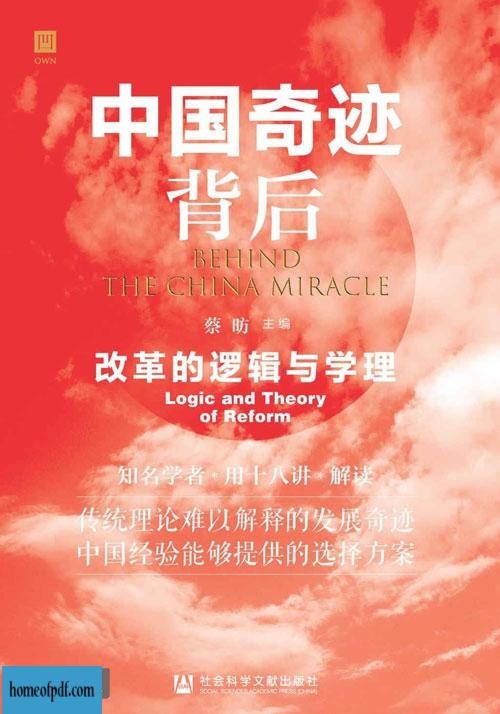 OWN
中国奇迹
背后
BEHIND
THE CHINA MIRACLE
蔡昉 主编
改革的逻辑与学理
Logic and Theory
of Reform
知名学者·用十八讲·解读
传统理论难以解释的发展奇迹
中国经验能够提供的选择方案
社会科学文献出版社
SOCIAL SCIENCES ACADEMIC PRESS (CHINA)
homeofpdf.com